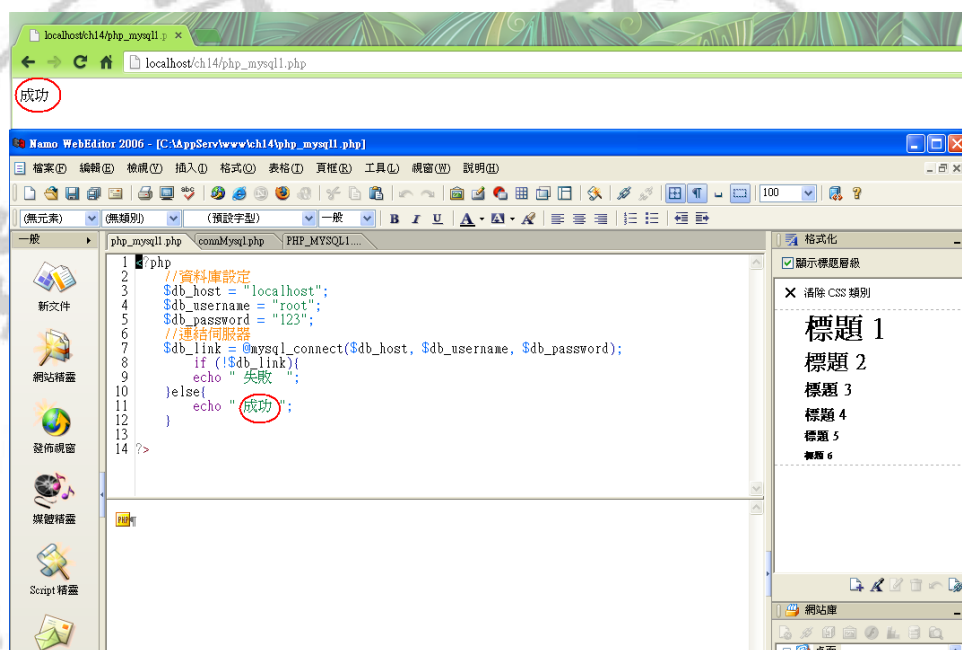 localhost/ch14/php_mysql1.p ×
localhost/ch14/php_mysql1.php
成功
Namo WebEditor 2006 - [C:\AppServ\www\ch14\php_mysql1.php]
檔案(F) 編輯(E) 檢視(V) 插入(I) 格式(O) 表格(T) 頁框(R) 工具(L) 視窗(W) 說明(H)
100
(無元素) (無類別) (預設字型) 一般 B I U A
一般
php_mysql1.php connMysql.php PHP_MYSQL1....
格式化
顯示標題層級
清除 CSS 類別
標題 1
標題 2
標題 3
標題 4
標題 5
標題 6
新文件
網站精靈
發佈視窗
媒體精靈
Script 精靈
1 <?php
2 //資料庫設定
3 $db_host = "localhost";
4 $db_username = "root";
5 $db_password = "123";
6 //連結伺服器
7 $db_link = @mysql_connect($db_host, $db_username, $db_password);
8 if (!$db_link){
9 echo " 失敗 ";
10 }else{
11 echo " 成功 ";
12 }
13
14 ?>
PHP
網站庫
桌面